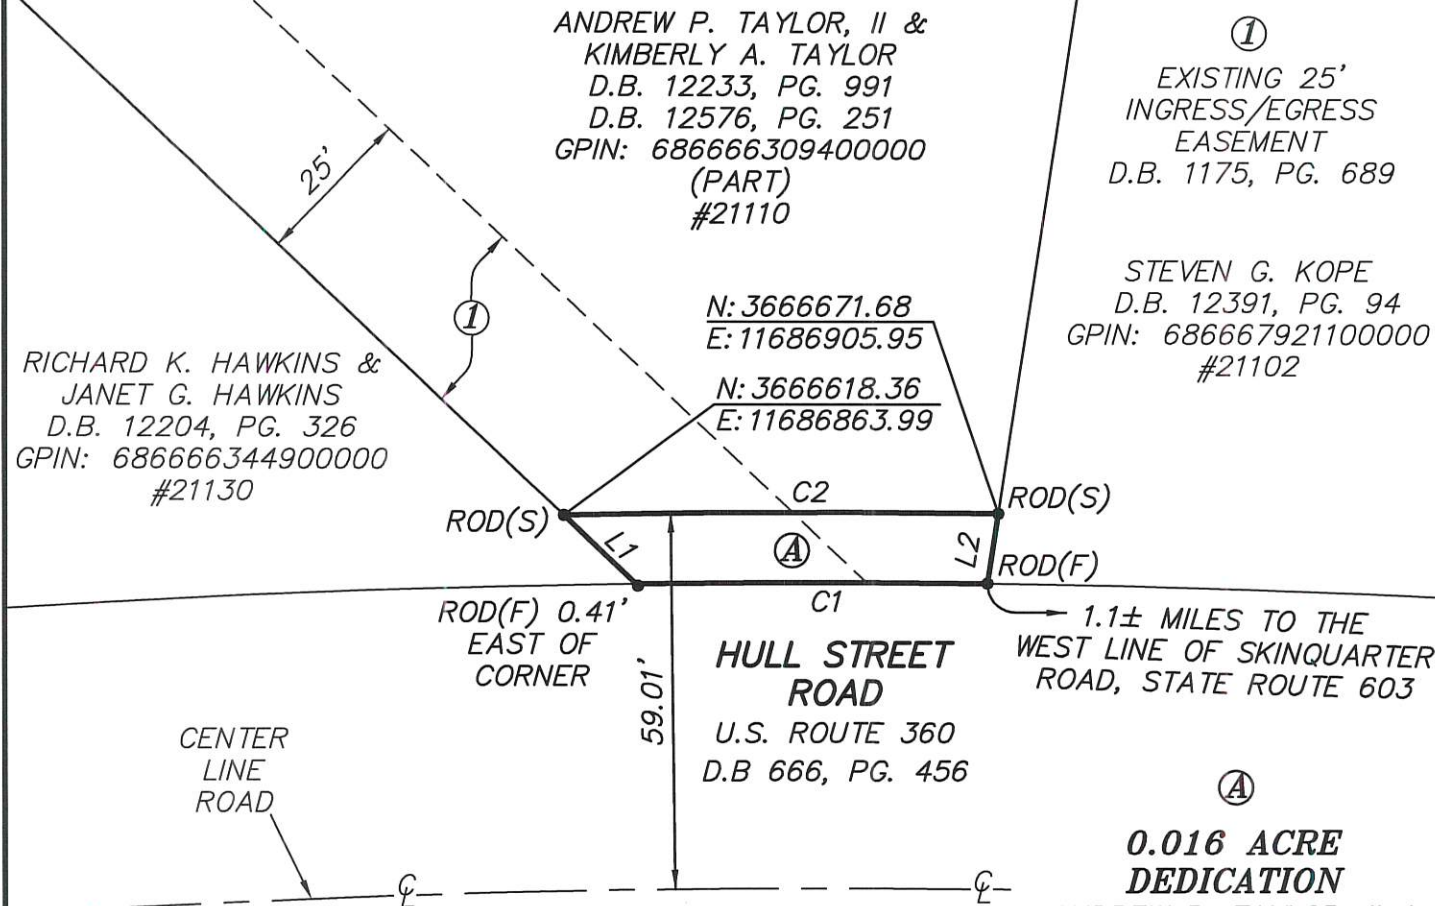 ANDREW P. TAYLOR, II &
KIMBERLY A. TAYLOR
D.B. 12233, PG. 991
D.B. 12576, PG. 251
GPIN: 686666309400000
(PART)
#21110
1
EXISTING 25'
INGRESS/EGRESS
EASEMENT
D.B. 1175, PG. 689
25'
1
STEVEN G. KOPE
D.B. 12391, PG. 94
GPIN: 686667921100000
#21102
N: 3666671.68
E: 11686905.95
N: 3666618.36
E: 11686863.99
RICHARD K. HAWKINS &
JANET G. HAWKINS
D.B. 12204, PG. 326
GPIN: 686666344900000
#21130
ROD(S)
C2
ROD(S)
L1
A
L2
ROD(F)
C1
ROD(F) 0.41'
EAST OF
CORNER
1.1± MILES TO THE
WEST LINE OF SKINQUARTER
ROAD, STATE ROUTE 603
59.01'
HULL STREET
ROAD
U.S. ROUTE 360
D.B 666, PG. 456
CENTER
LINE
ROAD
℄
℄
A
0.016 ACRE
DEDICATION